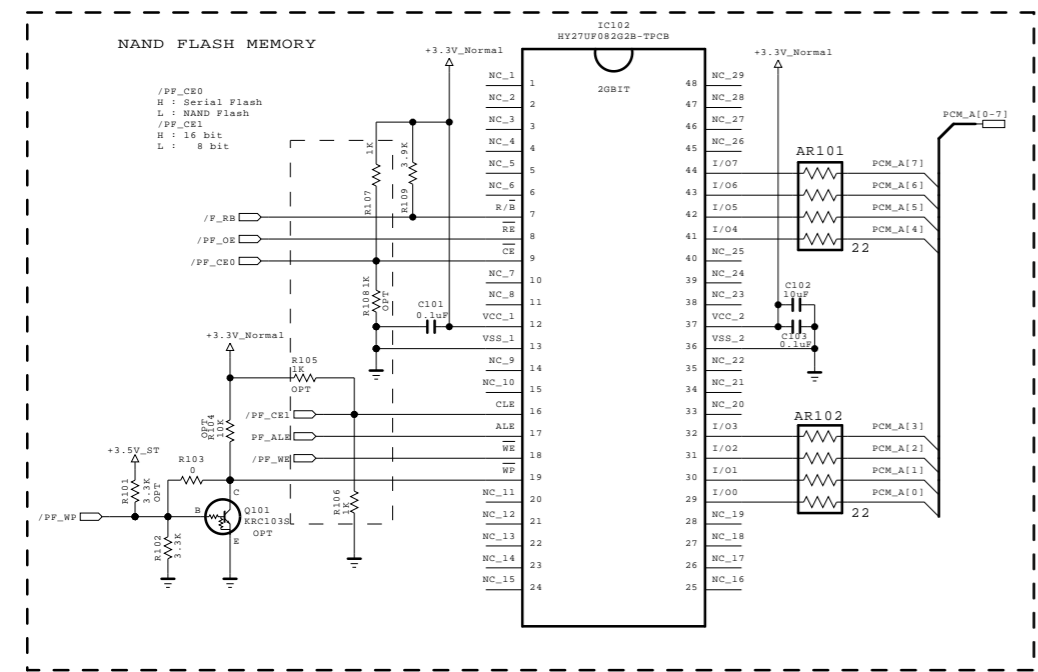 NAND FLASH MEMORY
/PF_CE0
H : Serial Flash
L : NAND Flash
/PF_CE1
H : 16 bit
L : 8 bit
IC102
HY27UF082G2B-TPCB
2GBIT
+3.3V_Normal
+3.3V_Normal
NC_1
1
NC_2
2
NC_3
3
NC_4
4
NC_5
5
NC_6
6
R/B
7
RE
8
CE
9
NC_7
10
NC_8
11
VCC_1
12
VSS_1
13
NC_9
14
NC_10
15
CLE
16
ALE
17
WE
18
WP
19
NC_11
20
NC_12
21
NC_13
22
NC_14
23
NC_15
24
48
NC_29
47
NC_28
46
NC_27
45
NC_26
44
I/O7
43
I/O6
42
I/O5
41
I/O4
40
NC_25
39
NC_24
38
NC_23
37
VCC_2
36
VSS_2
35
NC_22
34
NC_21
33
NC_20
32
I/O3
31
I/O2
30
I/O1
29
I/O0
28
NC_19
27
NC_18
26
NC_17
25
NC_16
R107
1K
R109
3.9K
/F_RB
/PF_OE
/PF_CE0
R108
1K
OPT
C101
0.1uF
+3.3V_Normal
R105
1K
OPT
R104
10K
OPT
/PF_CE1
PF_ALE
/PF_WE
+3.5V_ST
R101
3.3K
OPT
R103
0
/PF_WP
R102
3.3K
B
C
E
Q101
KRC103S
OPT
R106
1K
PCM_A[0-7]
AR101
22
PCM_A[7]
PCM_A[6]
PCM_A[5]
PCM_A[4]
C102
10uF
C103
0.1uF
AR102
22
PCM_A[3]
PCM_A[2]
PCM_A[1]
PCM_A[0]